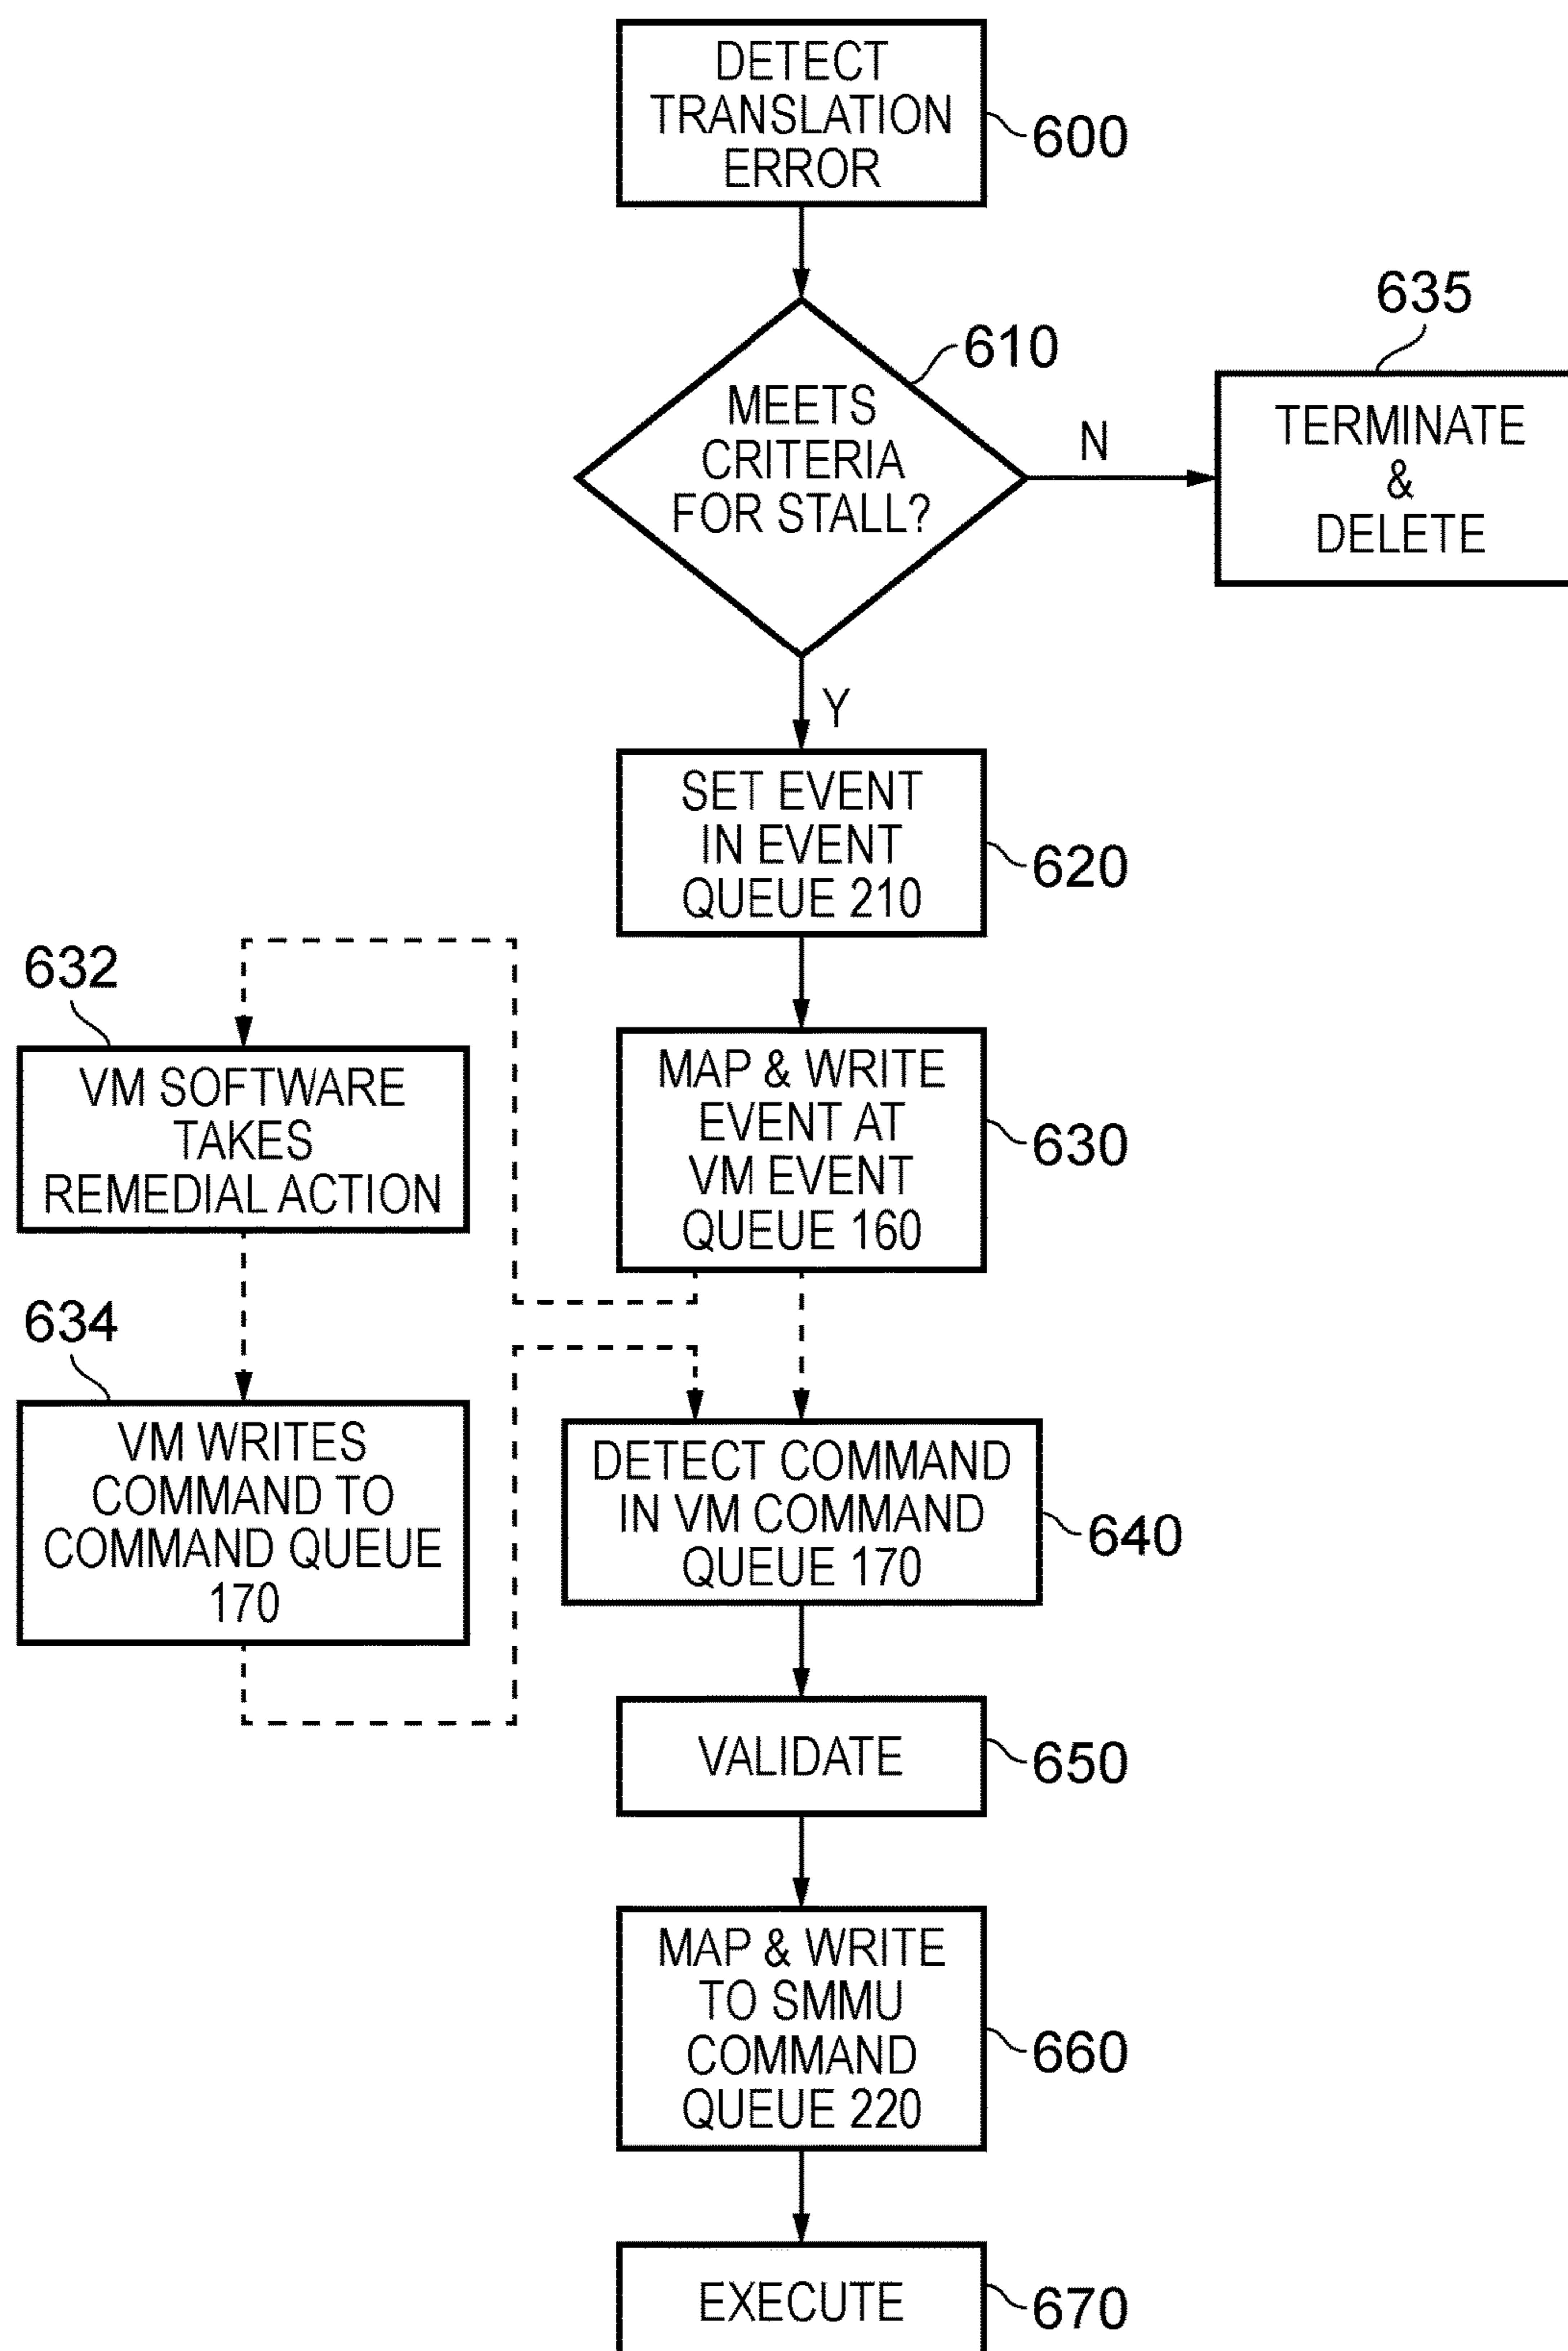 DETECT
TRANSLATION
ERROR
600
610
MEETS
CRITERIA
FOR STALL?
N
635
TERMINATE
&
DELETE
Y
SET EVENT
IN EVENT
QUEUE 210
620
632
VM SOFTWARE
TAKES
REMEDIAL ACTION
MAP & WRITE
EVENT AT
VM EVENT
QUEUE 160
630
634
VM WRITES
COMMAND TO
COMMAND QUEUE
170
DETECT COMMAND
IN VM COMMAND
QUEUE 170
640
VALIDATE
650
MAP & WRITE
TO SMMU
COMMAND
QUEUE 220
660
EXECUTE
670